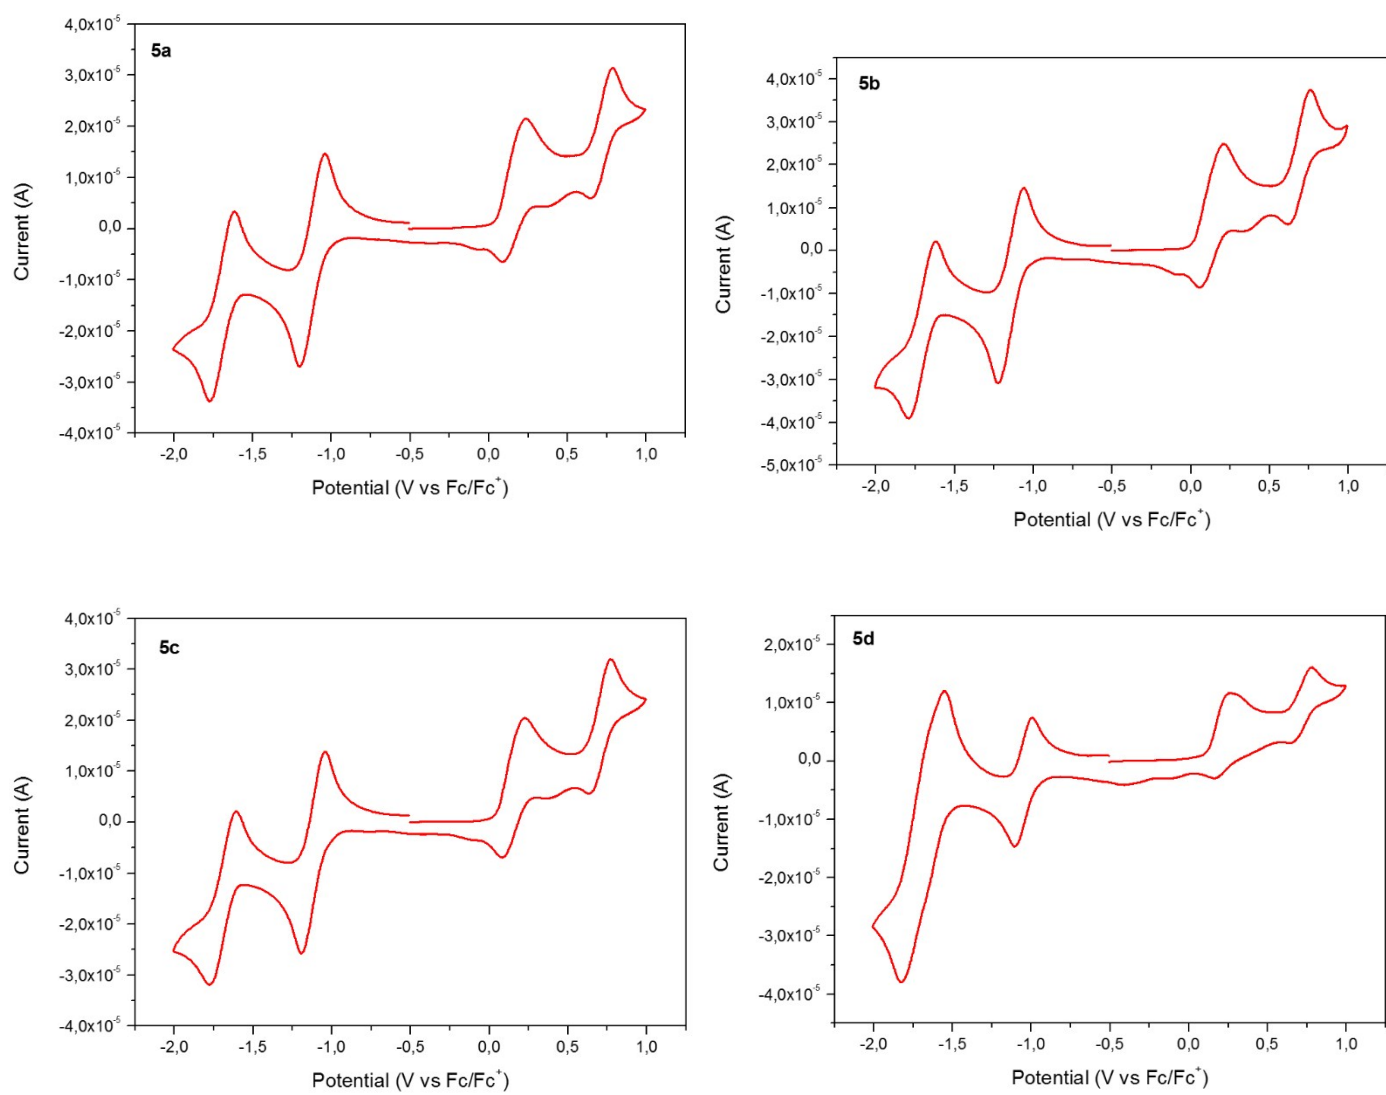 5a
4,0x10⁻⁵
3,0x10⁻⁵
2,0x10⁻⁵
1,0x10⁻⁵
0,0
-1,0x10⁻⁵
-2,0x10⁻⁵
-3,0x10⁻⁵
-4,0x10⁻⁵
Current (A)
-2,0 -1,5 -1,0 -0,5 0,0 0,5 1,0
Potential (V vs Fc/Fc⁺)
5b
4,0x10⁻⁵
3,0x10⁻⁵
2,0x10⁻⁵
1,0x10⁻⁵
0,0
-1,0x10⁻⁵
-2,0x10⁻⁵
-3,0x10⁻⁵
-4,0x10⁻⁵
-5,0x10⁻⁵
Current (A)
-2,0 -1,5 -1,0 -0,5 0,0 0,5 1,0
Potential (V vs Fc/Fc⁺)
5c
4,0x10⁻⁵
3,0x10⁻⁵
2,0x10⁻⁵
1,0x10⁻⁵
0,0
-1,0x10⁻⁵
-2,0x10⁻⁵
-3,0x10⁻⁵
-4,0x10⁻⁵
Current (A)
-2,0 -1,5 -1,0 -0,5 0,0 0,5 1,0
Potential (V vs Fc/Fc⁺)
5d
2,0x10⁻⁵
1,0x10⁻⁵
0,0
-1,0x10⁻⁵
-2,0x10⁻⁵
-3,0x10⁻⁵
-4,0x10⁻⁵
Current (A)
-2,0 -1,5 -1,0 -0,5 0,0 0,5 1,0
Potential (V vs Fc/Fc⁺)